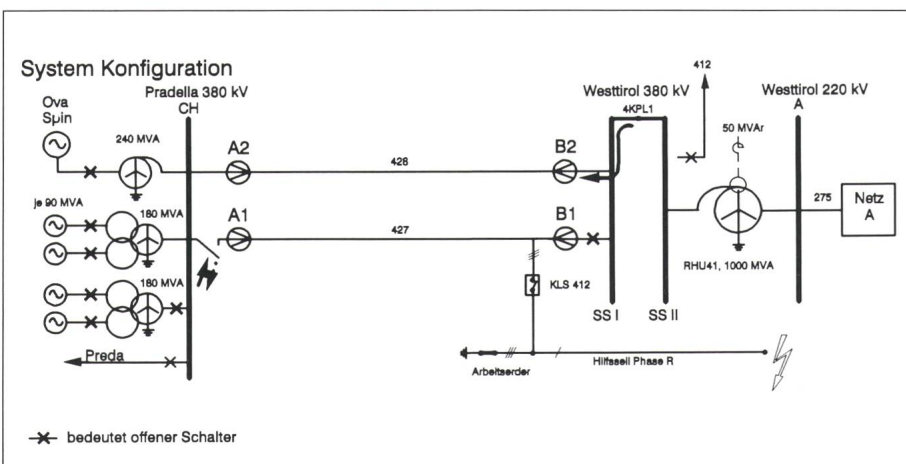 System Konfiguration
Ova
Spin
240 MVA
Pradella 380 kV
CH
A2
428
B2
Westtirol 380 kV
4KPL1
412
50 MVAr
Westtirol 220 kV
A
je 90 MVA
180 MVA
A1
427
B1
275
Netz
A
RHU41, 1000 MVA
180 MVA
KLS 412
SS I
SS II
Preda
Arbeitserder
Hilfsseil Phase R
bedeutet offener Schalter